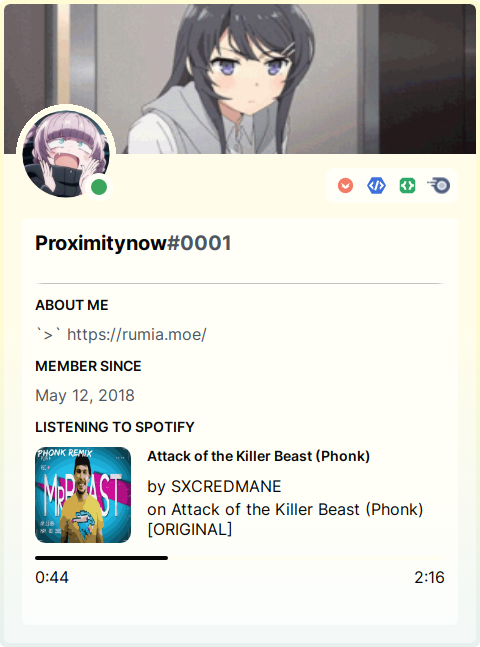 Proximitynow#0001
ABOUT ME
`>` https://rumia.moe/
MEMBER SINCE
May 12, 2018
LISTENING TO SPOTIFY
PHONK REMIX
MRBEAST
Attack of the Killer Beast (Phonk)
by SXCREDMANE
on Attack of the Killer Beast (Phonk)
[ORIGINAL]
0:44
2:16